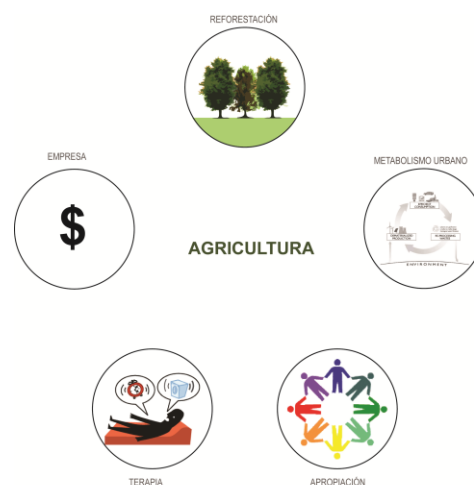 REFORESTACIÓN
EMPRESA
METABOLISMO URBANO
$
AGRICULTURA
ENVIRONMENT
TERAPIA
APROPIACIÓN